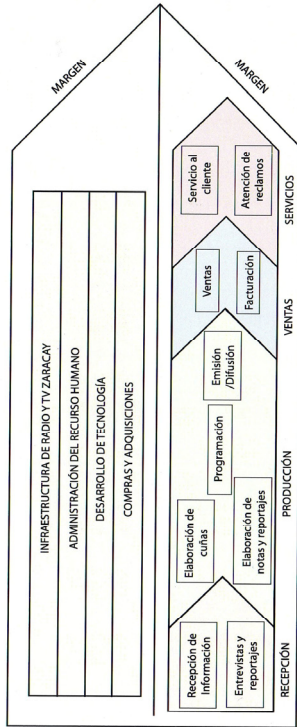 MARGEN
INFRAESTRUCTURA DE RADIO Y TV ZARACAY
ADMINISTRACIÓN DEL RECURSO HUMANO
DESARROLLO DE TECNOLOGÍA
COMPRAS Y ADQUISICIONES
Recepción de
Información
Entrevistas y
reportajes
Elaboración de
cuñas
Elaboración de
notas y reportajes
Programación
Emisión
/Difusión
Ventas
Facturación
Servicio al
cliente
Atención de
reclamos
MARGEN
RECEPCIÓN
PRODUCCIÓN
VENTAS
SERVICIOS